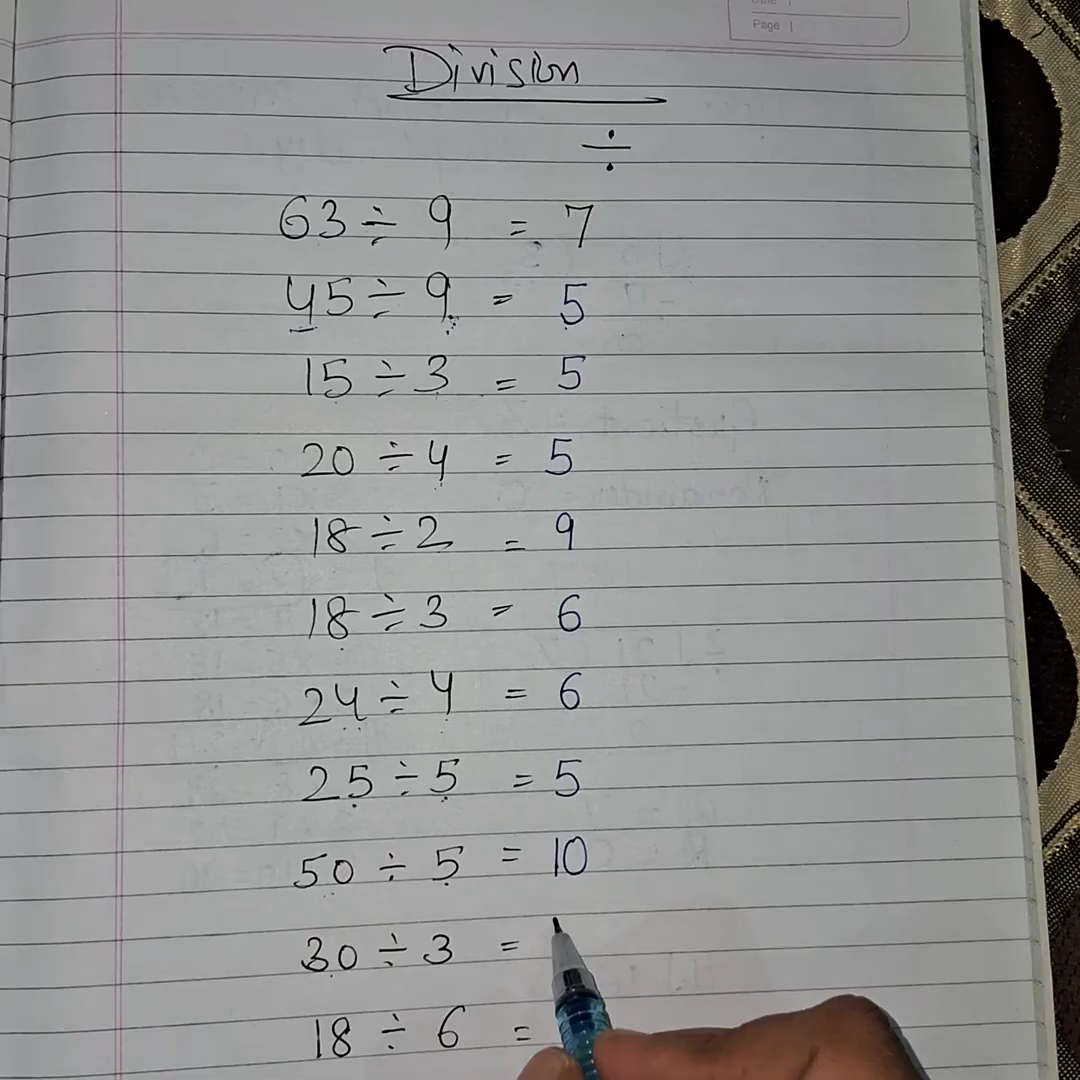 Page
Division
÷
63 ÷ 9 = 7
45 ÷ 9 = 5
15 ÷ 3 = 5
20 ÷ 4 = 5
18 ÷ 2 = 9
18 ÷ 3 = 6
24 ÷ 4 = 6
25 ÷ 5 = 5
50 ÷ 5 = 10
30 ÷ 3 =
18 ÷ 6 =